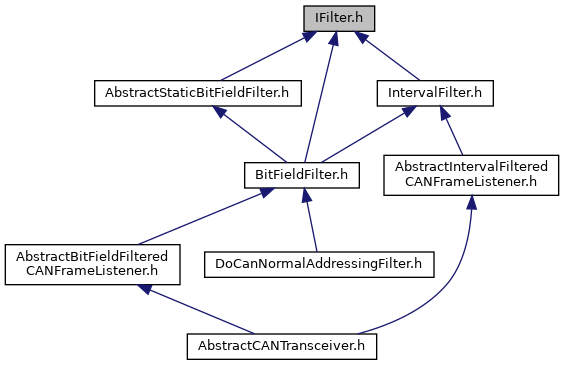 IFilter.h
AbstractStaticBitFieldFilter.h
IntervalFilter.h
BitFieldFilter.h
AbstractIntervalFiltered
CANFrameListener.h
AbstractBitFieldFiltered
CANFrameListener.h
DoCanNormalAddressingFilter.h
AbstractCANTransceiver.h